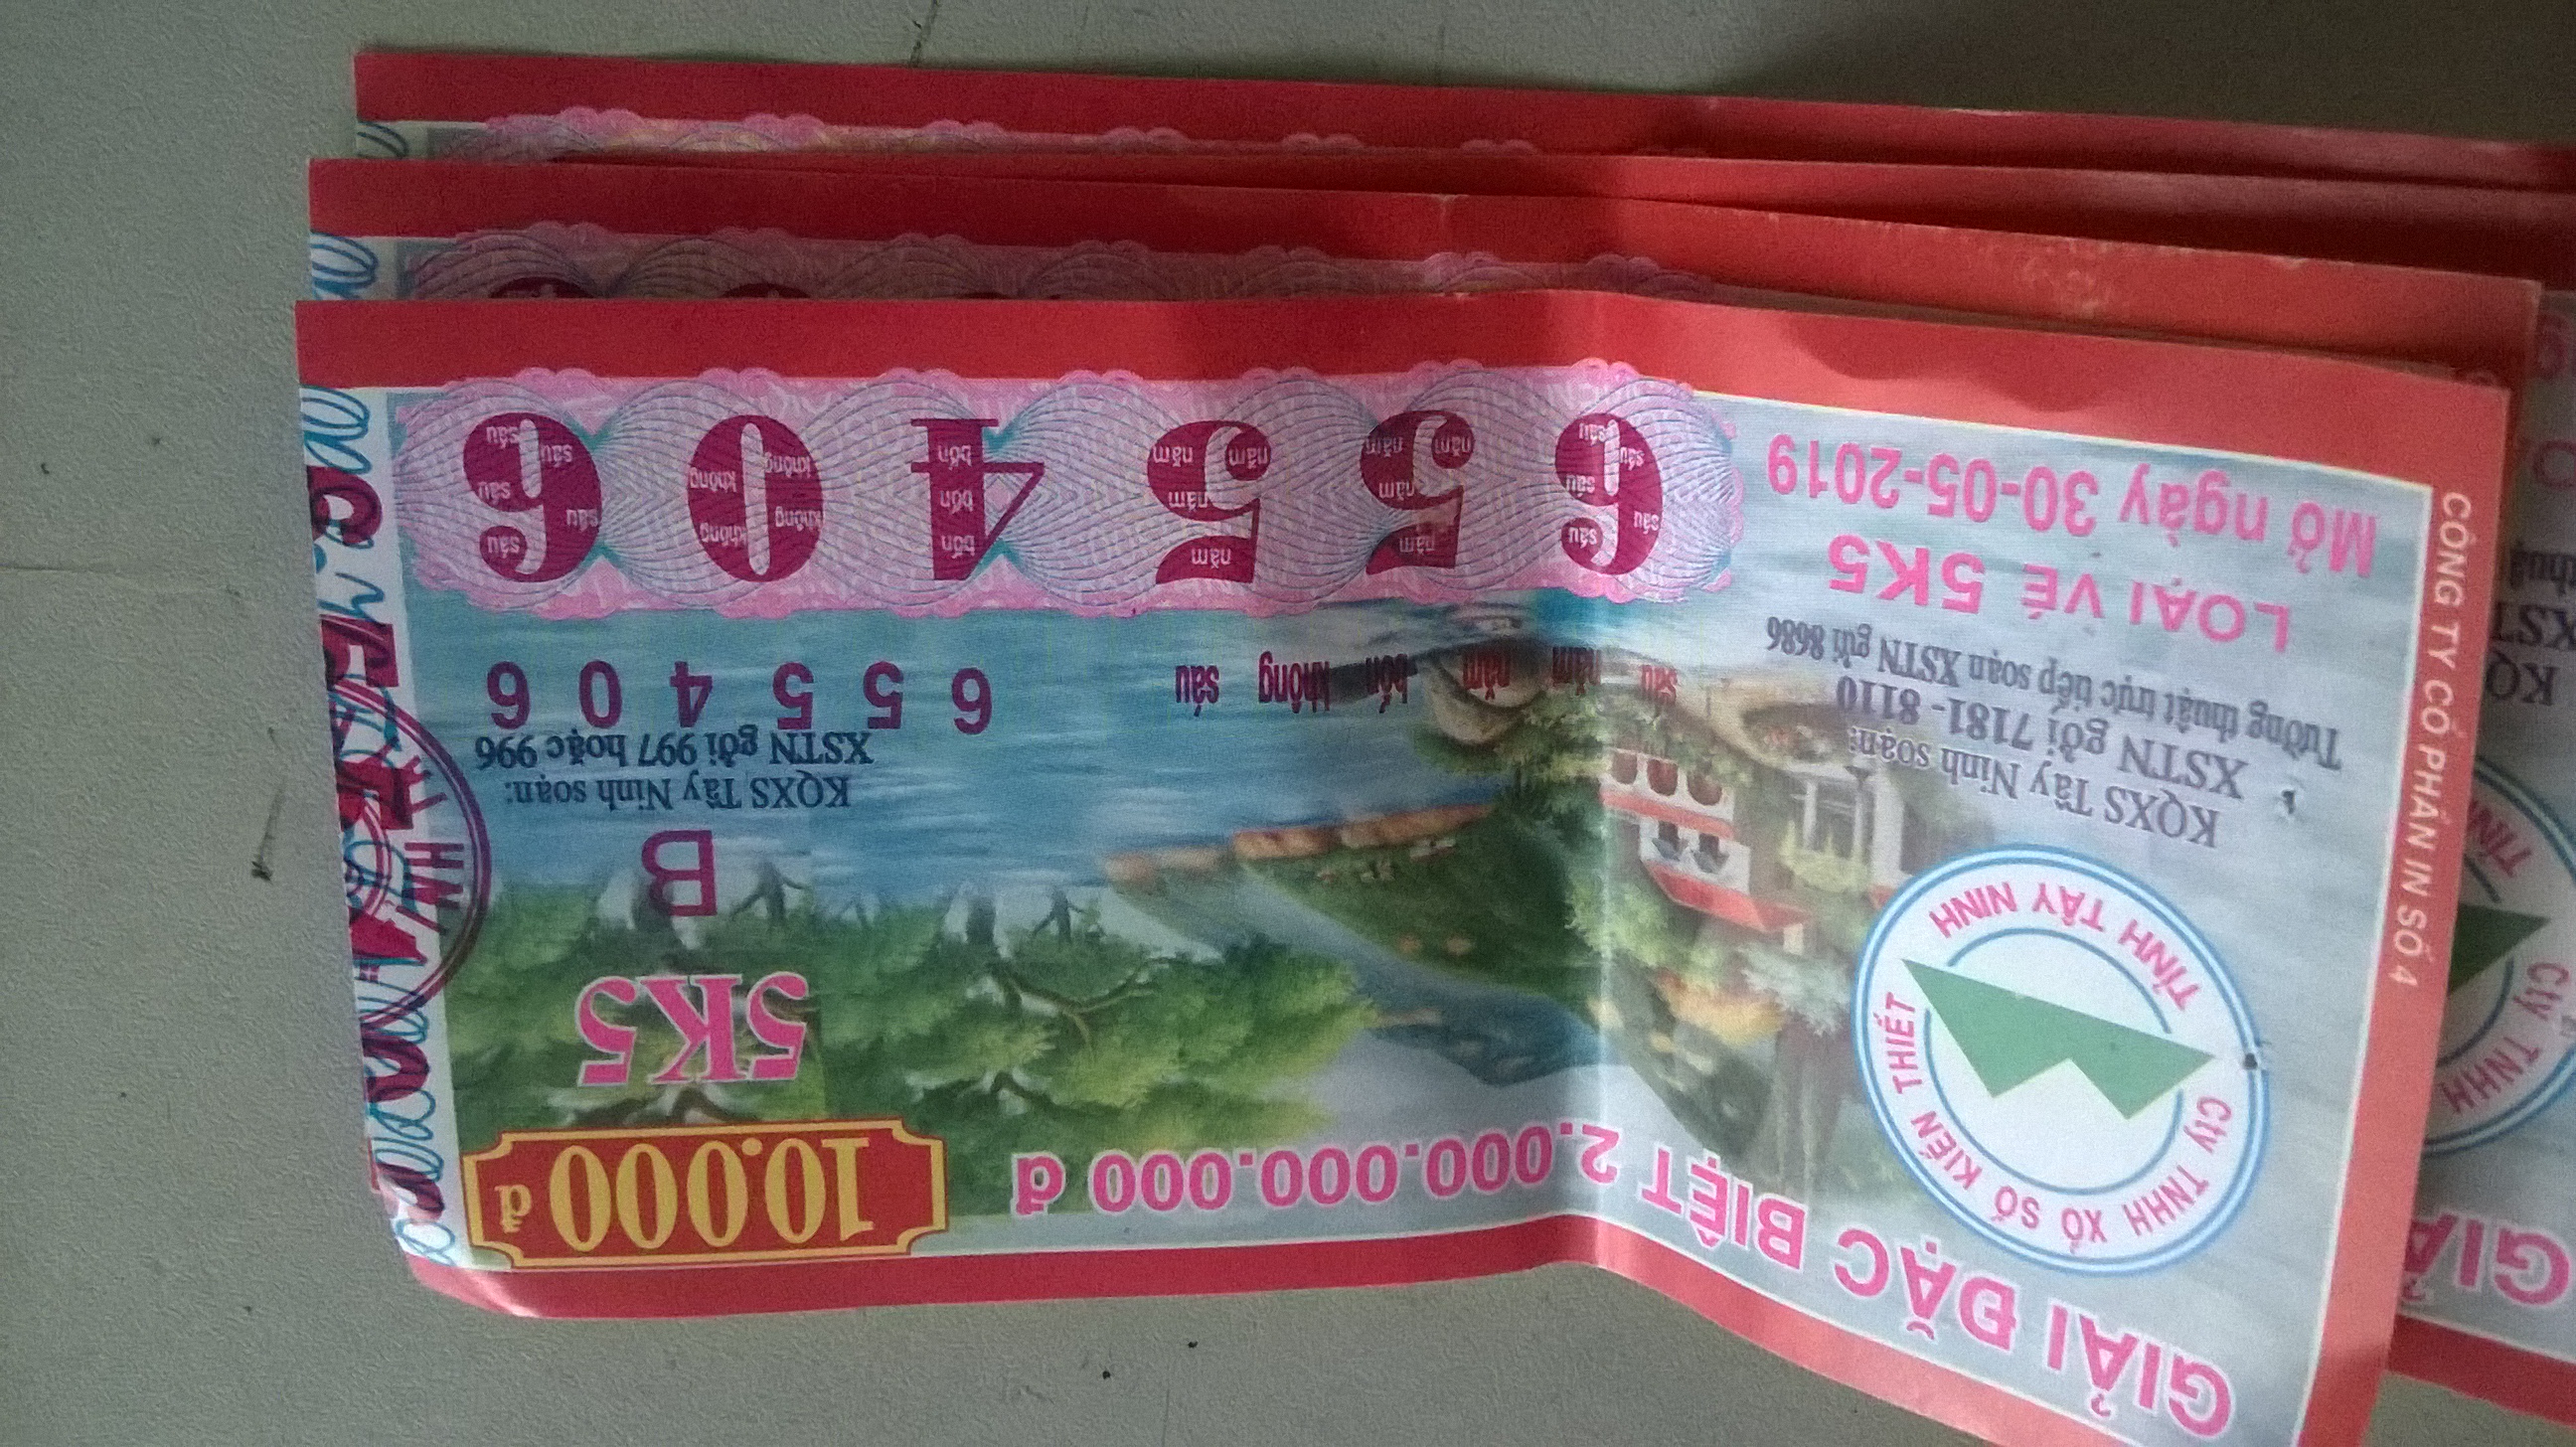 GIẢI ĐẶC BIỆT 2.000.000.000 đ
10.000 đ
Cty TNHH XỔ SỐ KIẾN THIẾT
TỈNH TÂY NINH
5K5
B
KQXS Tây Ninh soạn:
XSTN gởi 7181 - 8110
Tường thuật trực tiếp soạn XSTN gửi 8686
KQXS Tây Ninh soạn:
XSTN gởi 997 hoặc 996
sáu năm năm bốn không sáu
6 5 5 4 0 6
LOẠI VÉ 5K5
Mở ngày 30-05-2019
6 5 5 4 0 6
CÔNG TY CỔ PHẦN IN SỐ 4